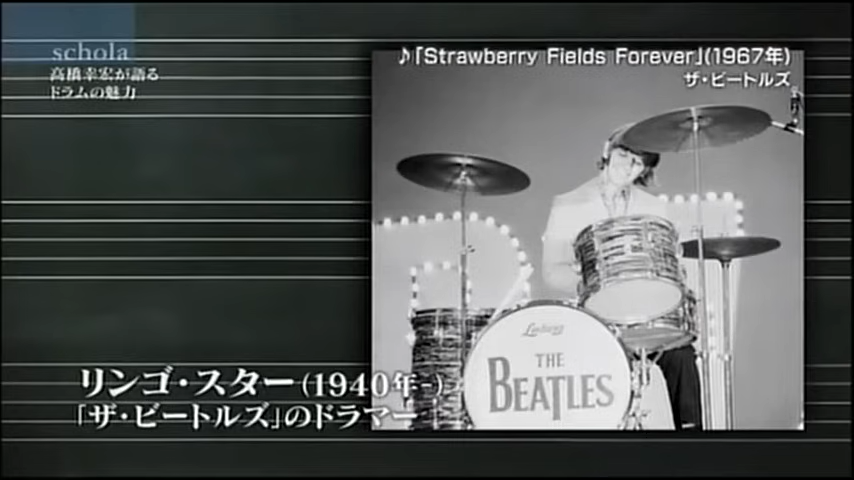 schola
高橋幸宏が語る
ドラムの魅力
♪「Strawberry Fields Forever」(1967年)
ザ・ビートルズ
Ludwig
THE
BEATLES
リンゴ・スター(1940年-)
「ザ・ビートルズ」のドラマー